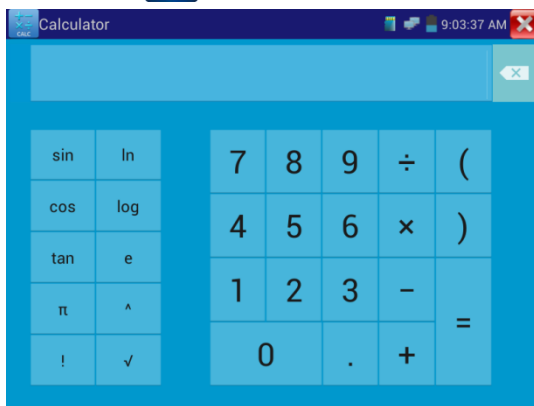 CALC Calculator 9:03:37 AM
sin ln 7 8 9 ÷ (
cos log 4 5 6 × )
tan e
1 2 3 − =
π ^
! √ 0 . +